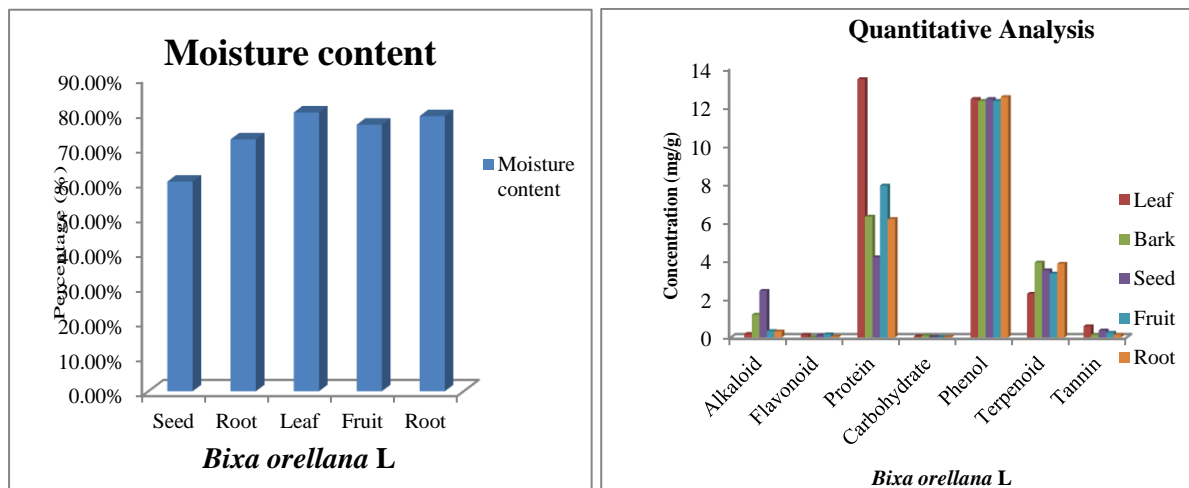 Moisture content
Percentage (%)
90.00%
80.00%
70.00%
60.00%
50.00%
40.00%
30.00%
20.00%
10.00%
0.00%
Seed Root Leaf Fruit Root
Bixa orellana L
Moisture
content
Quantitative Analysis
Concentration (mg/g)
14
12
10
8
6
4
2
0
Alkaloid
Flavonoid
Protein
Carbohydrate
Phenol
Terpenoid
Tannin
Bixa orellana L
Leaf
Bark
Seed
Fruit
Root